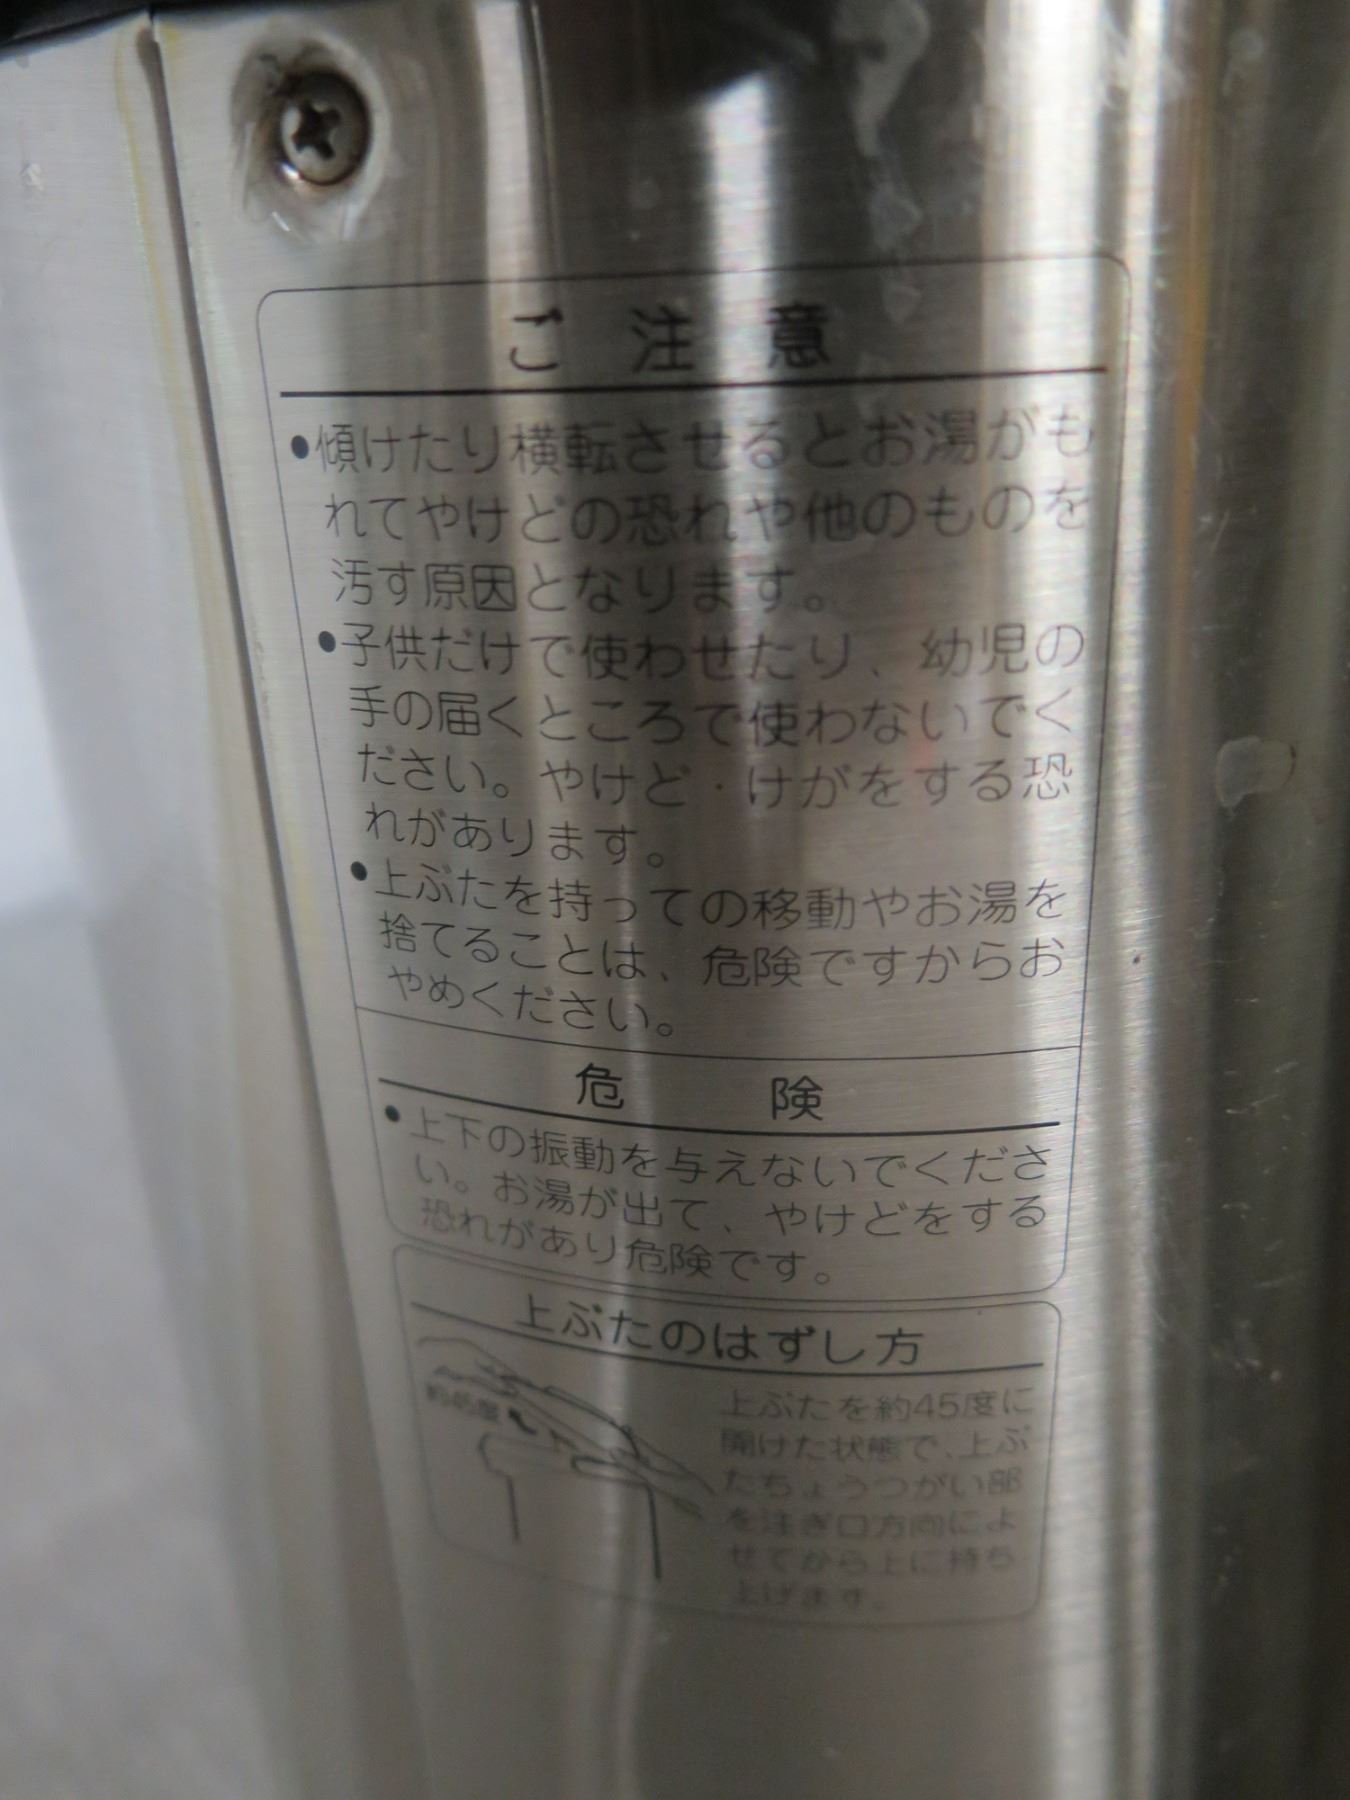 ご注意
●傾けたり横転させるとお湯がも
れてやけどの恐れや他のものを
汚す原因となります。
●子供だけで使わせたり、幼児の
手の届くところで使わないでく
ださい。やけど・けがをする恐
れがあります。
●上ぶたを持っての移動やお湯を
捨てることは、危険ですからお
やめください。
危険
●上下の振動を与えないでくださ
い。お湯が出て、やけどをする
恐れがあり危険です。
上ぶたのはずし方
約45度
上ぶたを約45度に
開けた状態で、上ぶ
たちょうつがい部
を注ぎ口方向によ
せてから上に持ち
上げます。